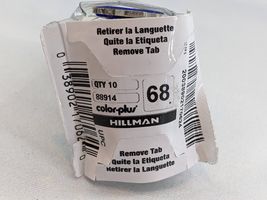 Retirer la Languette
Quite la Etiqueta
Remove Tab
QTY 10
88914
68
color-plus
HILLMAN
UPC
Remove Tab
Quite la Etiqueta
Retirer la Languette